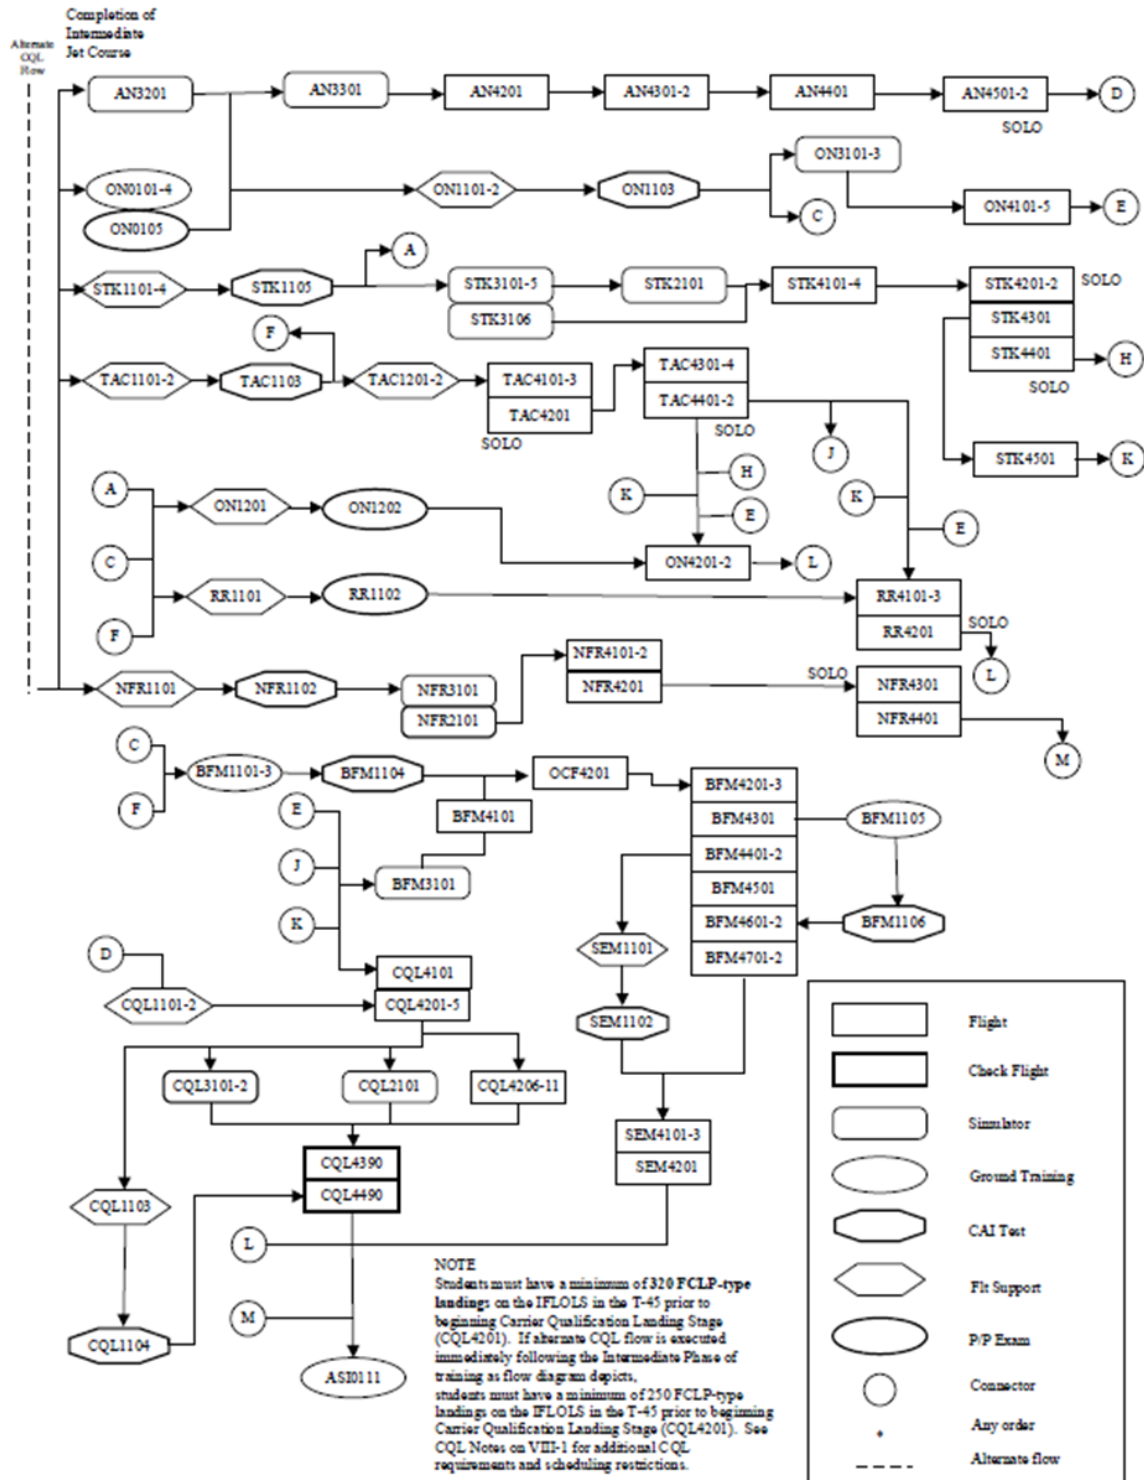 Completion of
Intermediate
Jet Course
Alternate
CQL
Flow
AN3201
AN3301
AN4201
AN4301-2
AN4401
AN4501-2
D
SOLO
ON3101-3
ON0101-4
ON1101-2
ON1103
ON0105
C
ON4101-5
E
A
STK1101-4
STK1105
STK3101-5
STK2101
STK4101-4
STK4201-2
SOLO
STK3106
STK4301
F
STK4401
H
SOLO
TAC1101-2
TAC1103
TAC1201-2
TAC4101-3
TAC4301-4
TAC4201
TAC4401-2
SOLO
SOLO
J
STK4501
K
A
H
K
K
ON1201
ON1202
E
E
C
ON4201-2
L
RR1101
RR1102
RR4101-3
F
RR4201
SOLO
L
NFR4101-2
NFR1101
NFR1102
NFR3101
NFR4201
SOLO
NFR4301
NFR2101
NFR4401
M
C
BFM1101-3
BFM1104
OCF4201
BFM4201-3
F
E
BFM4101
BFM4301
BFM1105
J
BFM4401-2
BFM3101
BFM4501
K
BFM4601-2
BFM1106
D
SEM1101
BFM4701-2
CQL4101
CQL1101-2
CQL4201-5
SEM1102
CQL3101-2
CQL2101
CQL4206-11
SEM4101-3
CQL4390
SEM4201
CQL4490
CQL1103
L
M
CQL1104
ASI0111
NOTE
Students must have a minimum of 320 FCLP-type
landings on the IFLOLS in the T-45 prior to
beginning Carrier Qualification Landing Stage
(CQL4201). If alternate CQL flow is executed
immediately following the Intermediate Phase of
training as flow diagram depicts,
students must have a minimum of 250 FCLP-type
landings on the IFLOLS in the T-45 prior to beginning
Carrier Qualification Landing Stage (CQL4201). See
CQL Notes on VIII-1 for additional CQL
requirements and scheduling restrictions.
Flight
Check Flight
Simulator
Ground Training
CAI Test
Flt Support
P/P Exam
Connector
Any order
Alternate flow